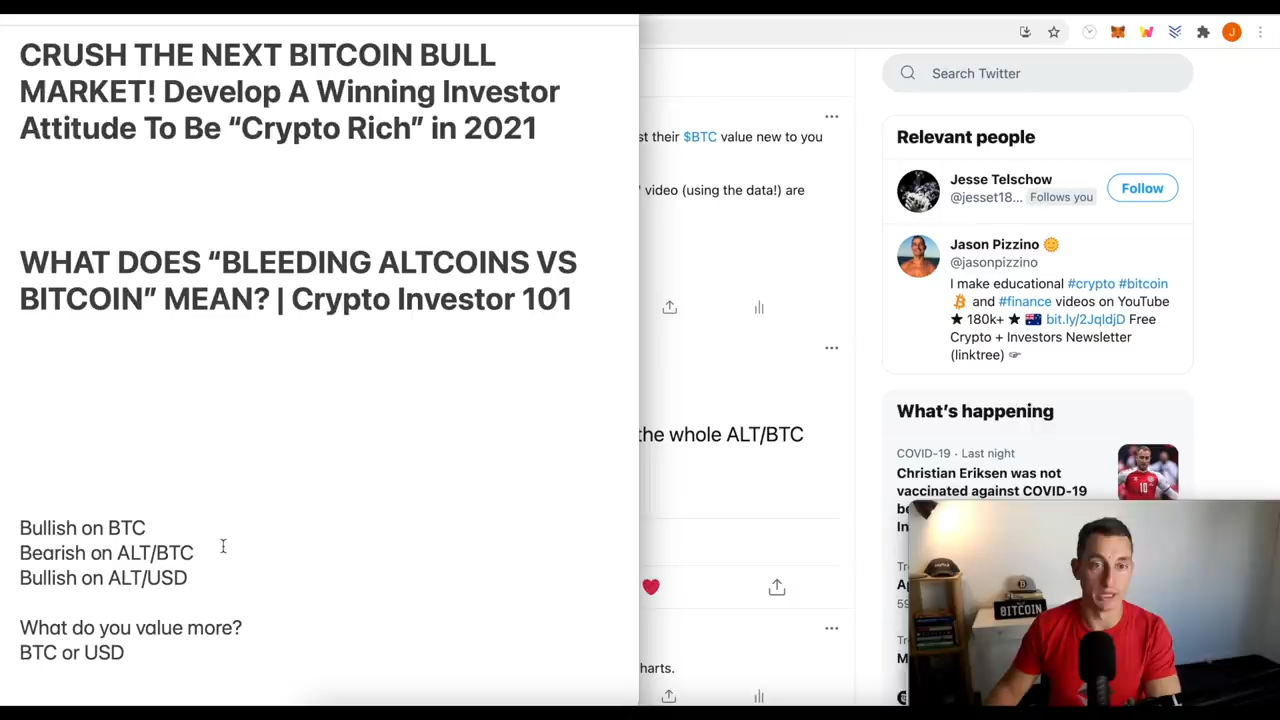 CRUSH THE NEXT BITCOIN BULL
MARKET! Develop A Winning Investor
Attitude To Be “Crypto Rich” in 2021
WHAT DOES “BLEEDING ALTCOINS VS
BITCOIN” MEAN? | Crypto Investor 101
Bullish on BTC
Bearish on ALT/BTC
Bullish on ALT/USD
What do you value more?
BTC or USD
st their $BTC value new to you
video (using the data!) are
the whole ALT/BTC
harts.
J
Search Twitter
Relevant people
Jesse Telschow
@jesset18... Follows you
Follow
Jason Pizzino
@jasonpizzino
I make educational #crypto #bitcoin
and #finance videos on YouTube
★ 180k+ ★ 🇦🇺 bit.ly/2JqldjD Free
Crypto + Investors Newsletter
(linktree)
What’s happening
COVID-19 · Last night
Christian Eriksen was not
vaccinated against COVID-19
BITCOIN